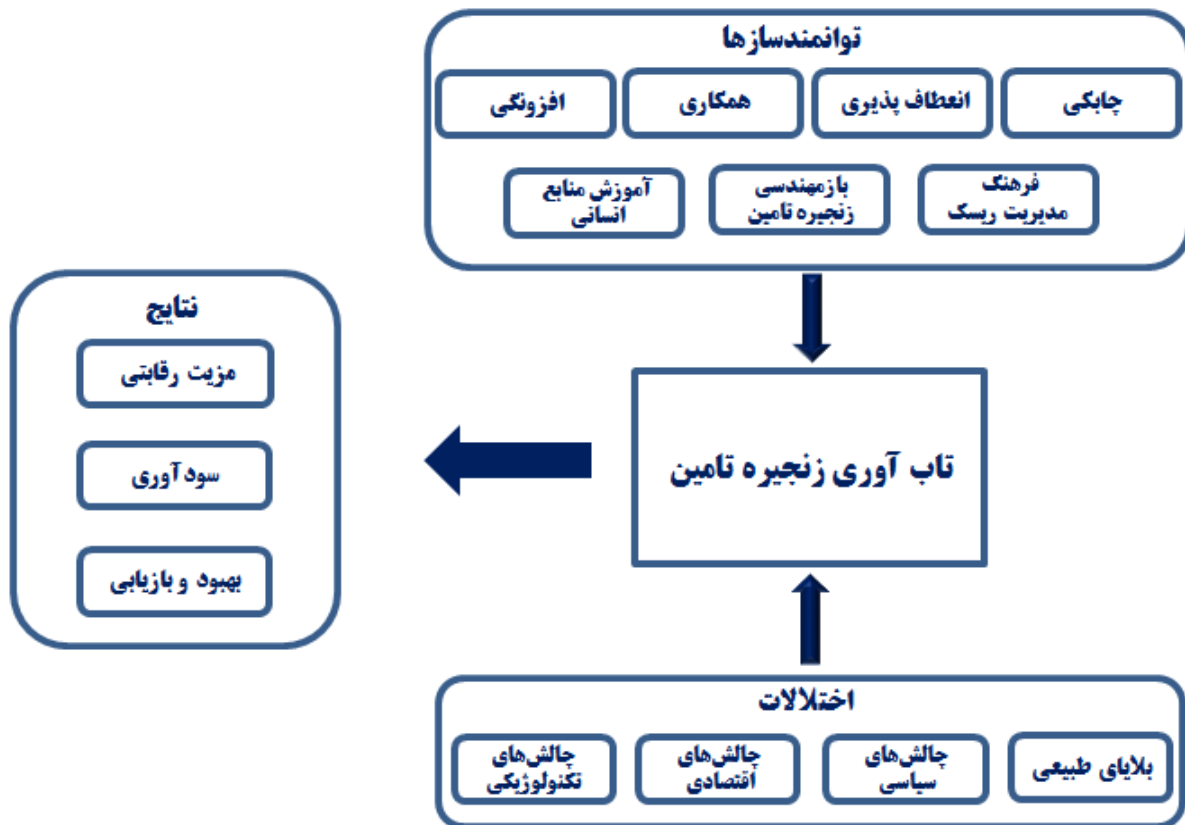 توانمندسازها
چابکی
انعطاف پذیری
همکاری
افزونگی
فرهنگ
مدیریت ریسک
بازمهندسی
زنجیره تامین
آموزش منابع
انسانی
تاب آوری زنجیره تامین
نتایج
مزیت رقابتی
سودآوری
بهبود و بازیابی
اختلالات
بلایای طبیعی
چالش‌های
سیاسی
چالش‌های
اقتصادی
چالش‌های
تکنولوژیکی